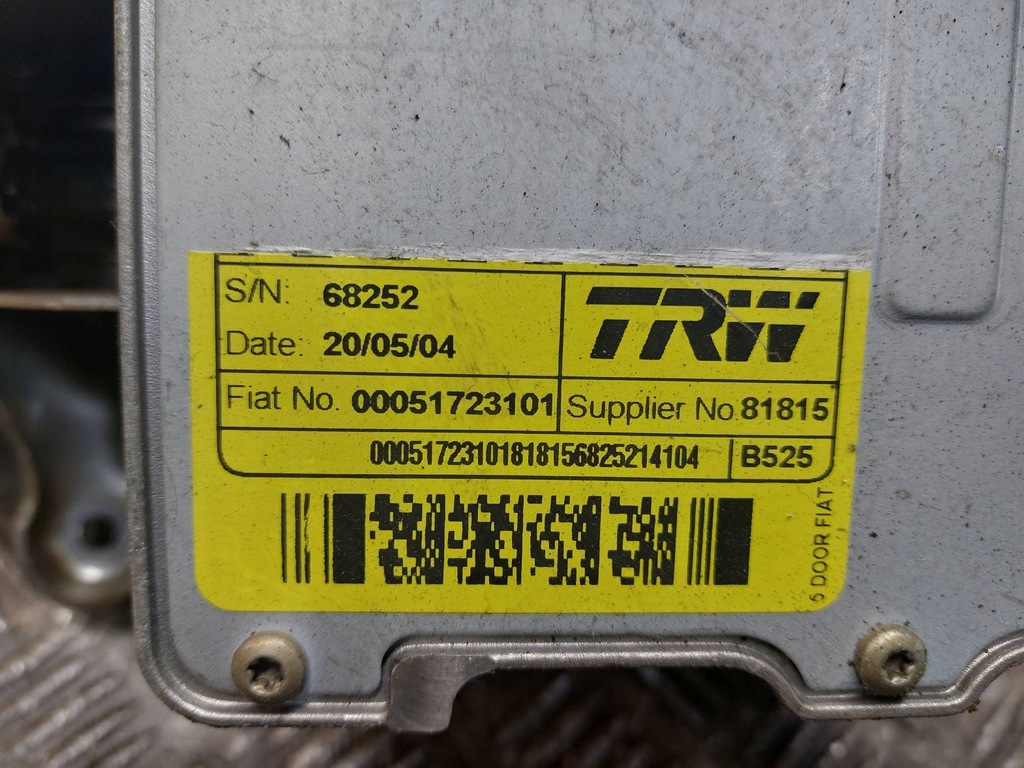 S/N: 68252
TRW
Date: 20/05/04
Fiat No. 00051723101
Supplier No. 81815
00051723101818156825214104
B525
5 DOOR FIAT